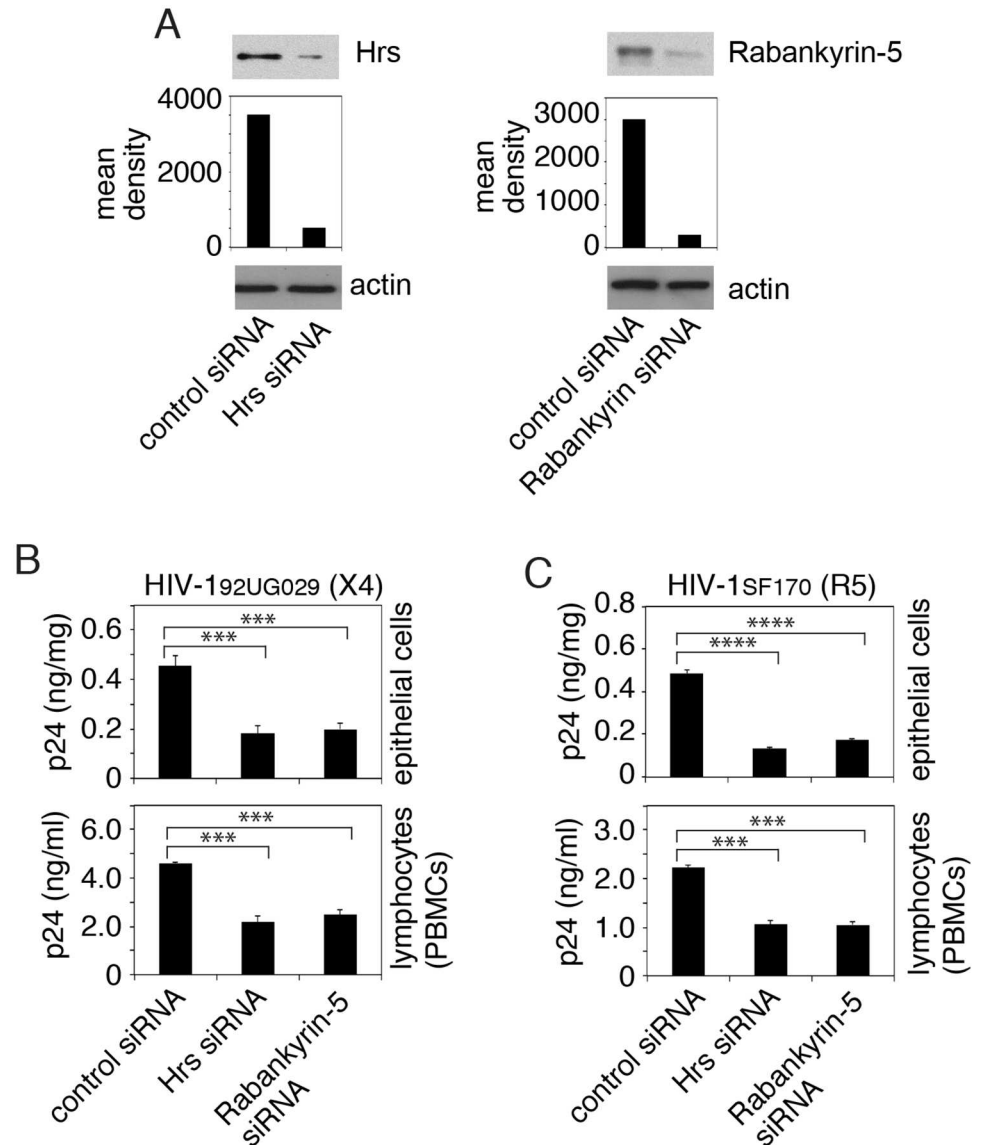 A
Hrs
4000
2000
0
mean
density
actin
control siRNA
Hrs siRNA
Rabankyrin-5
3000
2000
1000
0
mean
density
actin
control siRNA
Rabankyrin siRNA
B
HIV-192UG029 (X4)
0.6
0.4
0.2
0
p24 (ng/mg)
***
***
epithelial cells
6.0
4.0
2.0
0
p24 (ng/ml)
***
***
lymphocytes
(PBMCs)
control siRNA
Hrs siRNA
Rabankyrin-5
siRNA
C
HIV-1SF170 (R5)
0.8
0.6
0.4
0.2
0
p24 (ng/mg)
****
****
epithelial cells
3.0
2.0
1.0
0
p24 (ng/ml)
***
***
lymphocytes
(PBMCs)
control siRNA
Hrs siRNA
Rabankyrin-5
siRNA